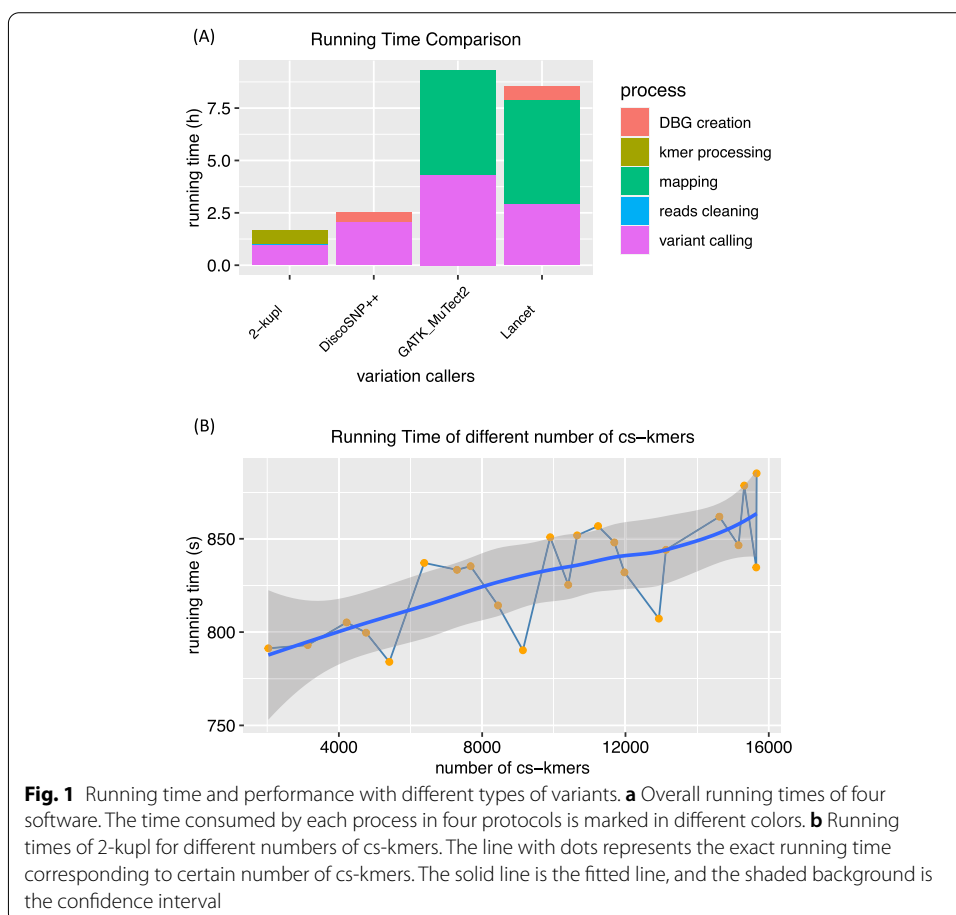 (A)
Running Time Comparison
running time (h)
7.5
5.0
2.5
0.0
2−kupl
DiscoSNP++
GATK_MuTect2
Lancet
variation callers
process
DBG creation
kmer processing
mapping
reads cleaning
variant calling
(B)
Running Time of different number of cs−kmers
running time (s)
850
800
750
4000
8000
12000
16000
number of cs−kmers
Fig. 1 Running time and performance with different types of variants. a Overall running times of four
software. The time consumed by each process in four protocols is marked in different colors. b Running
times of 2-kupl for different numbers of cs-kmers. The line with dots represents the exact running time
corresponding to certain number of cs-kmers. The solid line is the fitted line, and the shaded background is
the confidence interval